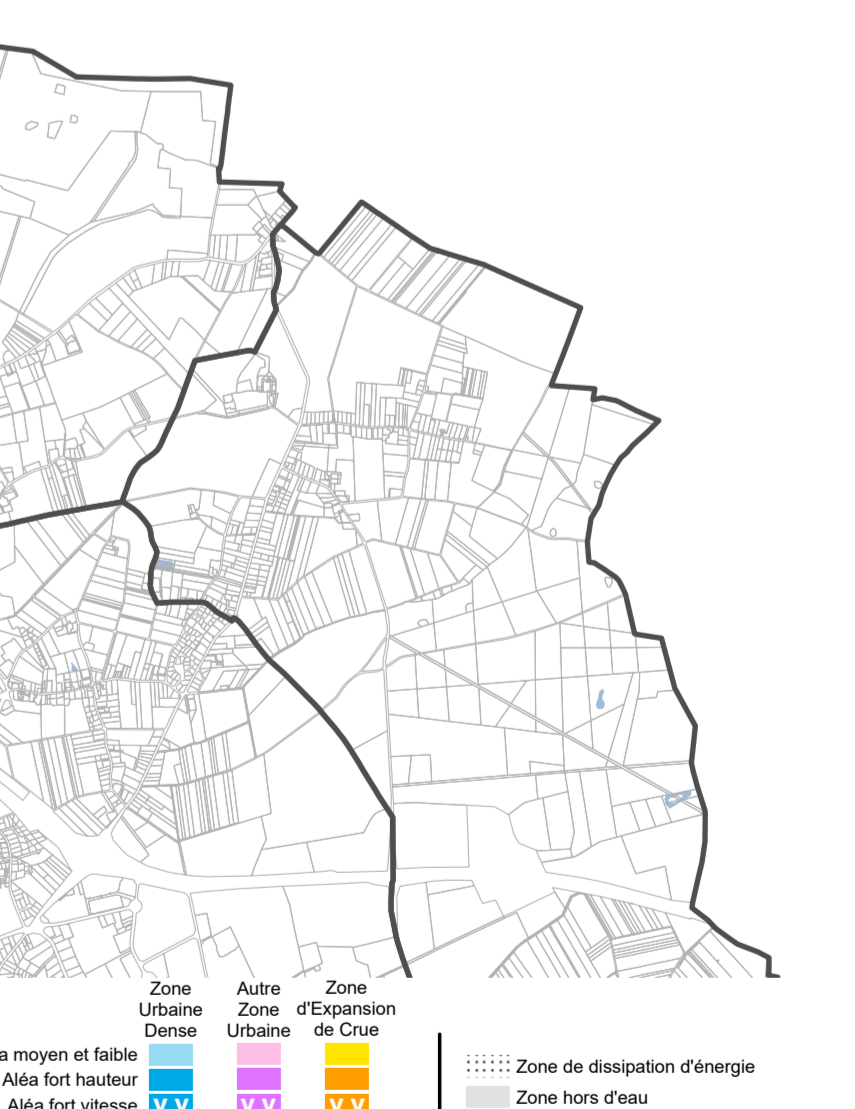 Zone
Urbaine
Dense
Autre
Zone
Urbaine
Zone
d'Expansion
de Crue
moyen et faible
Aléa fort hauteur
Aléa fort vitesse
V V
V V
V V
Zone de dissipation d'énergie
Zone hors d'eau